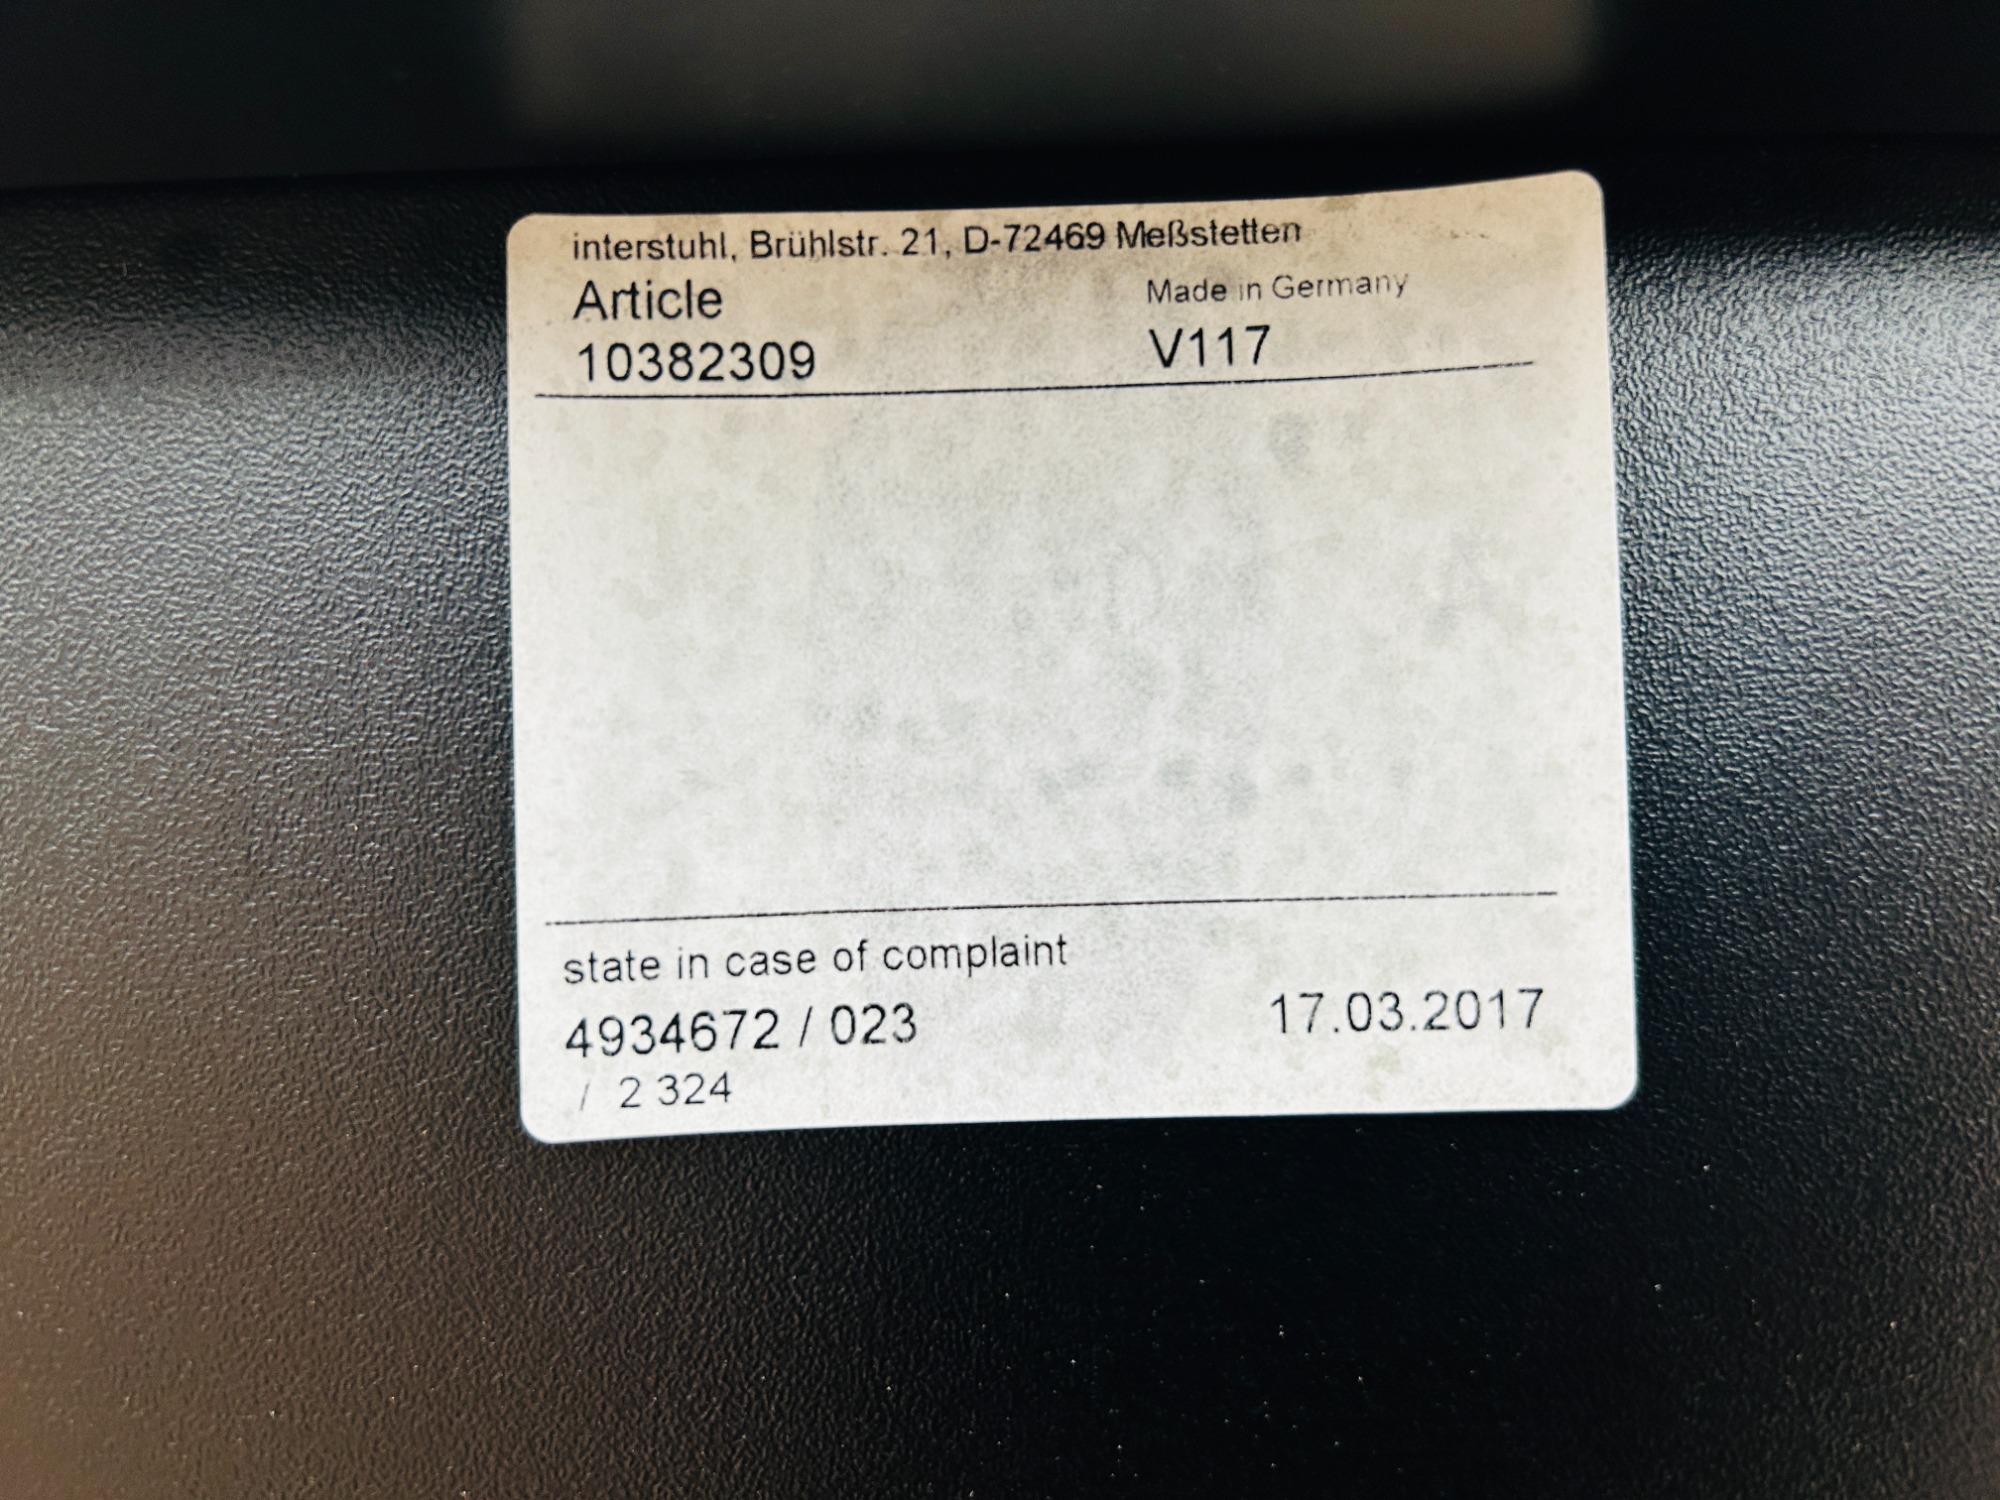 interstuhl, Brühlstr. 21, D-72469 Meßstetten
Article Made in Germany
10382309 V117
state in case of complaint
4934672 / 023 17.03.2017
/ 2 324